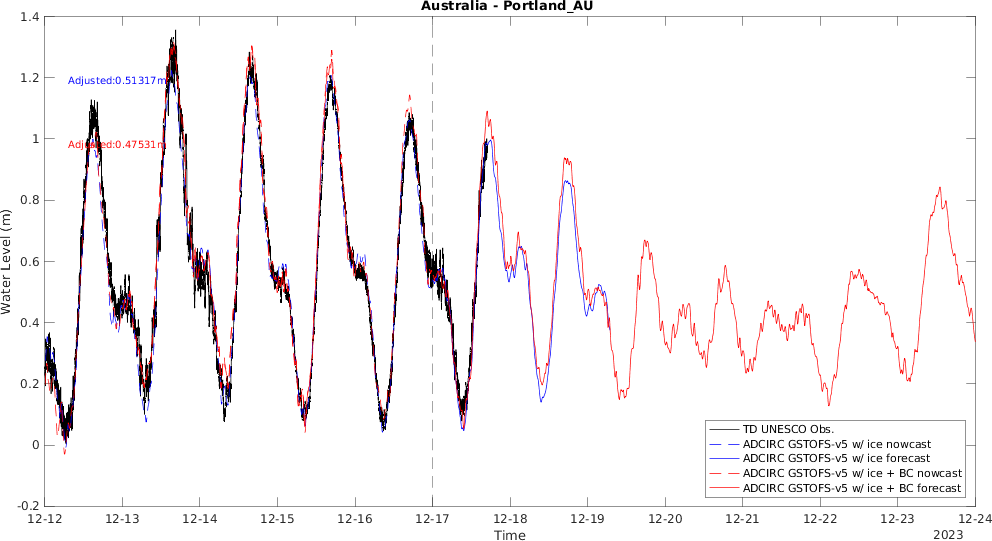 Australia - Portland_AU
1.4
1.2
1
0.8
0.6
0.4
0.2
0
-0.2
Water Level (m)
Adjusted:0.51317m
Adjusted:0.47531m
TD UNESCO Obs.
ADCIRC GSTOFS-v5 w/ ice nowcast
ADCIRC GSTOFS-v5 w/ ice forecast
ADCIRC GSTOFS-v5 w/ ice + BC nowcast
ADCIRC GSTOFS-v5 w/ ice + BC forecast
12-12 12-13 12-14 12-15 12-16 12-17 12-18 12-19 12-20 12-21 12-22 12-23 12-24
Time
2023